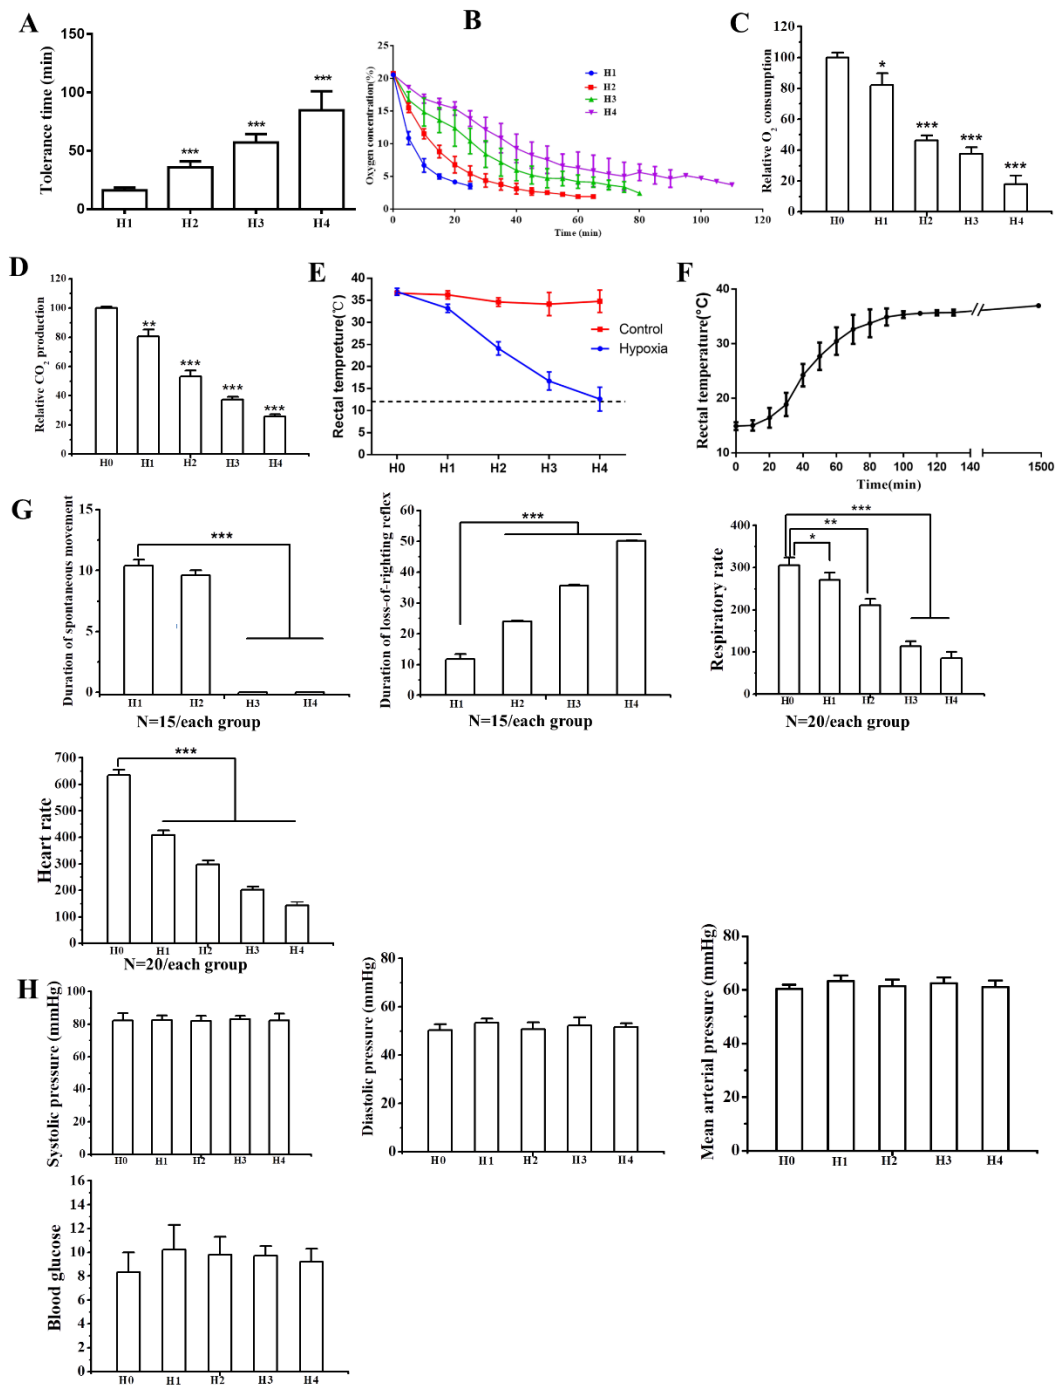 A
Tolerance time (min)
150
100
50
0
***
***
***
H1
H2
H3
H4
B
Oxygen concentration(%)
25
20
15
10
5
0
H1
H2
H3
H4
0
20
40
60
80
100
120
Time (min)
C
Relative O2 consumption
120
100
80
60
40
20
0
*
***
***
***
H0
H1
H2
H3
H4
D
Relative CO2 production
120
100
80
60
40
20
0
**
***
***
***
H0
H1
H2
H3
H4
E
Rectal tempreture(℃)
40
35
30
25
20
15
10
5
0
Control
Hypoxia
H0
H1
H2
H3
H4
F
Rectal temperature(°C)
40
30
20
10
0
20
40
60
80
100
120
140
1500
Time(min)
G
Duration of spontaneous movement
15
10
5
0
***
H1
H2
H3
H4
N=15/each group
Duration of loss-of-righting reflex
60
50
40
30
20
10
0
***
H1
H2
H3
H4
N=15/each group
Respiratory rate
400
300
200
100
0
***
**
*
H0
H1
H2
H3
H4
N=20/each group
Heart rate
700
600
500
400
300
200
100
0
***
H0
H1
H2
H3
H4
N=20/each group
H
Systolic pressure (mmHg)
100
80
60
40
20
0
H0
H1
H2
H3
H4
Diastolic pressure (mmHg)
80
60
40
20
0
H0
H1
H2
H3
H4
Mean arterial pressure (mmHg)
80
60
40
20
0
H0
H1
H2
H3
H4
Blood glucose
16
14
12
10
8
6
4
2
0
H0
H1
H2
H3
H4